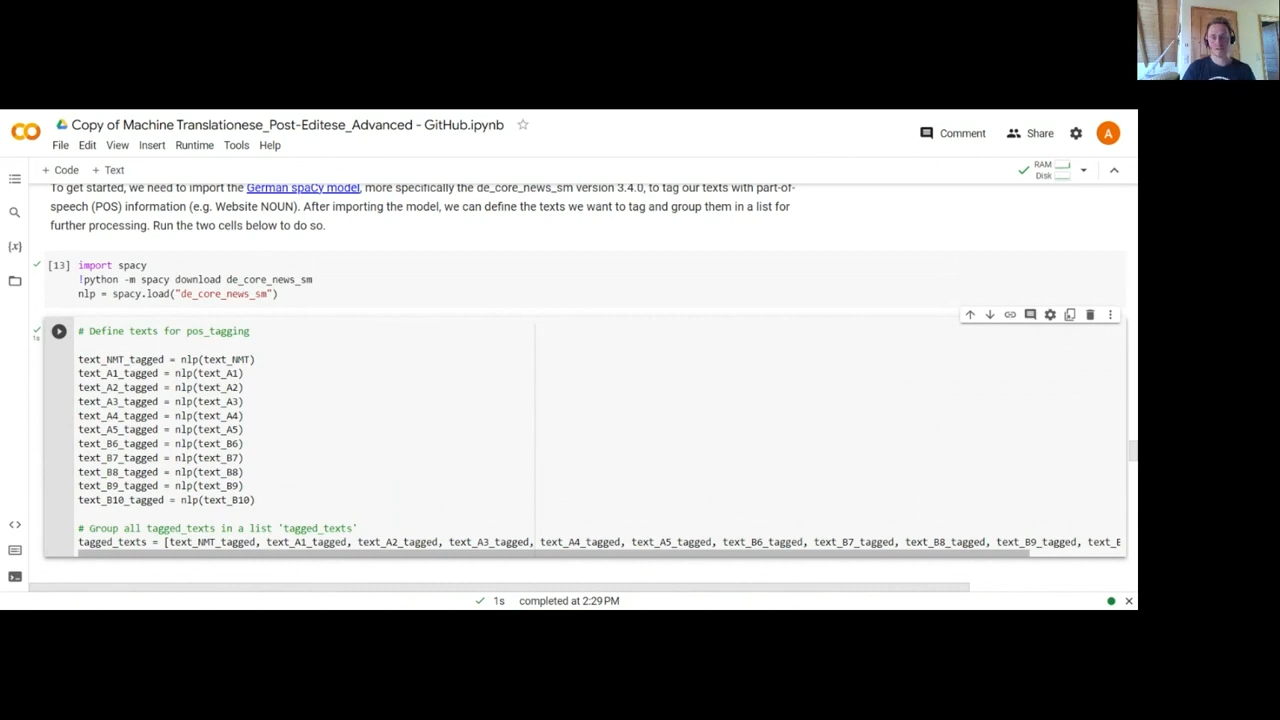 Copy of Machine Translationese_Post-Editese_Advanced - GitHub.ipynb
File Edit View Insert Runtime Tools Help
Comment Share A
+ Code + Text
RAM
Disk
To get started, we need to import the German spaCy model, more specifically the de_core_news_sm version 3.4.0, to tag our texts with part-of-
speech (POS) information (e.g. Website NOUN). After importing the model, we can define the texts we want to tag and group them in a list for
further processing. Run the two cells below to do so.
[13] import spacy
!python -m spacy download de_core_news_sm
nlp = spacy.load("de_core_news_sm")
1s
# Define texts for pos_tagging
text_NMT_tagged = nlp(text_NMT)
text_A1_tagged = nlp(text_A1)
text_A2_tagged = nlp(text_A2)
text_A3_tagged = nlp(text_A3)
text_A4_tagged = nlp(text_A4)
text_A5_tagged = nlp(text_A5)
text_B6_tagged = nlp(text_B6)
text_B7_tagged = nlp(text_B7)
text_B8_tagged = nlp(text_B8)
text_B9_tagged = nlp(text_B9)
text_B10_tagged = nlp(text_B10)
# Group all tagged_texts in a list 'tagged_texts'
tagged_texts = [text_NMT_tagged, text_A1_tagged, text_A2_tagged, text_A3_tagged, text_A4_tagged, text_A5_tagged, text_B6_tagged, text_B7_tagged, text_B8_tagged, text_B9_tagged, text_B
1s completed at 2:29 PM